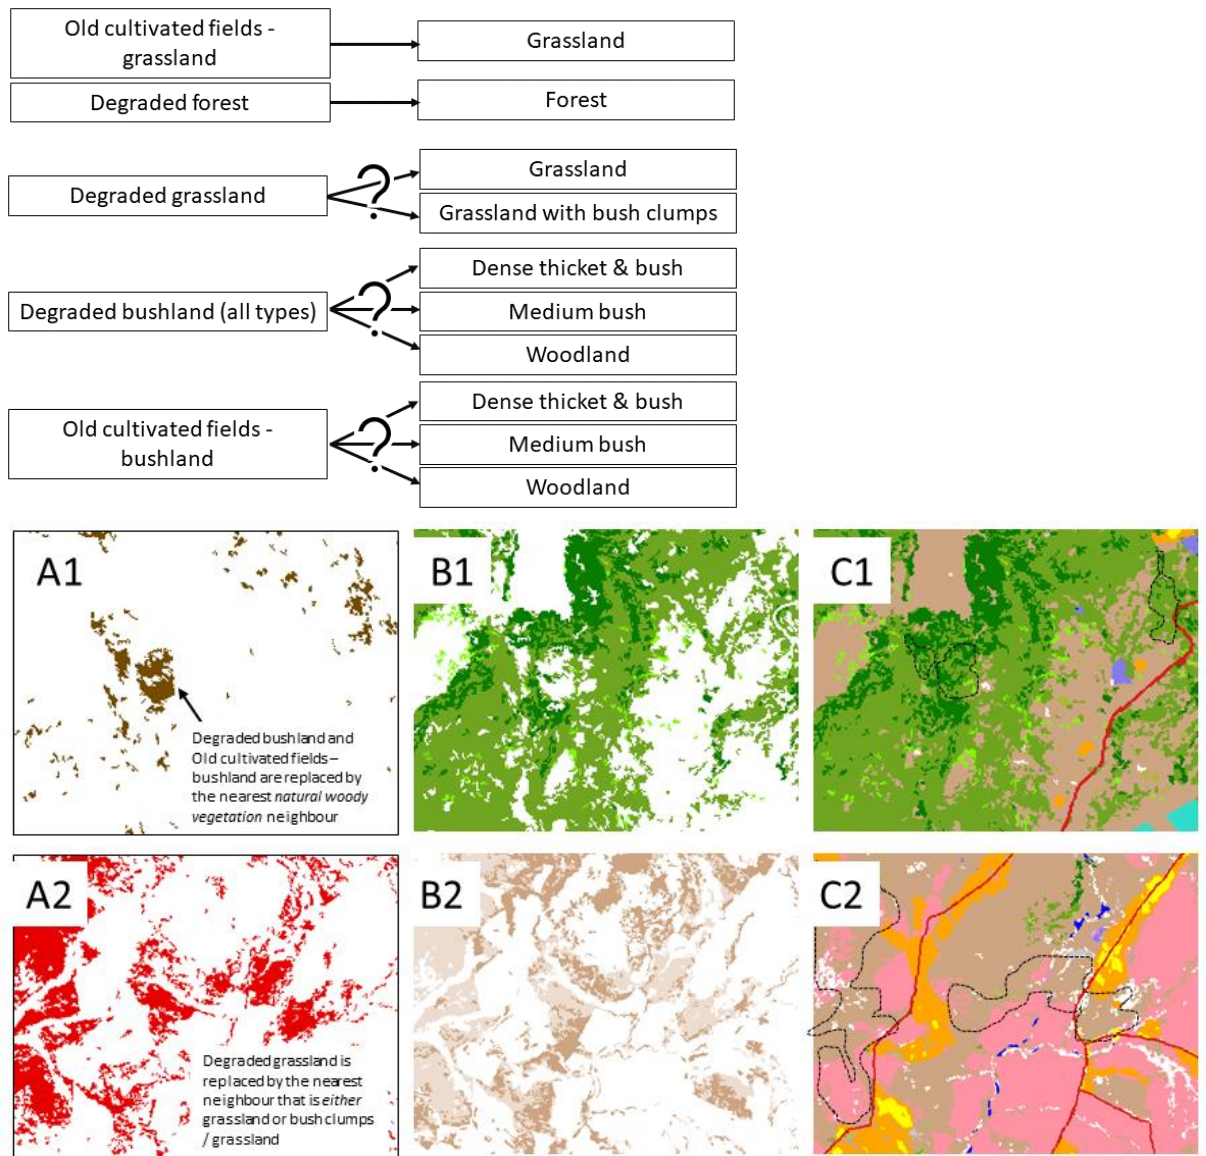 Old cultivated fields -
grassland
Grassland
Degraded forest
Forest
Degraded grassland
?
Grassland
Grassland with bush clumps
Degraded bushland (all types)
?
Dense thicket & bush
Medium bush
Woodland
Old cultivated fields -
bushland
?
Dense thicket & bush
Medium bush
Woodland
A1
Degraded bushland and
Old cultivated fields –
bushland are replaced by
the nearest natural woody
vegetation neighbour
B1
C1
A2
Degraded grassland is
replaced by the nearest
neighbour that is either
grassland or bush clumps
/ grassland
B2
C2